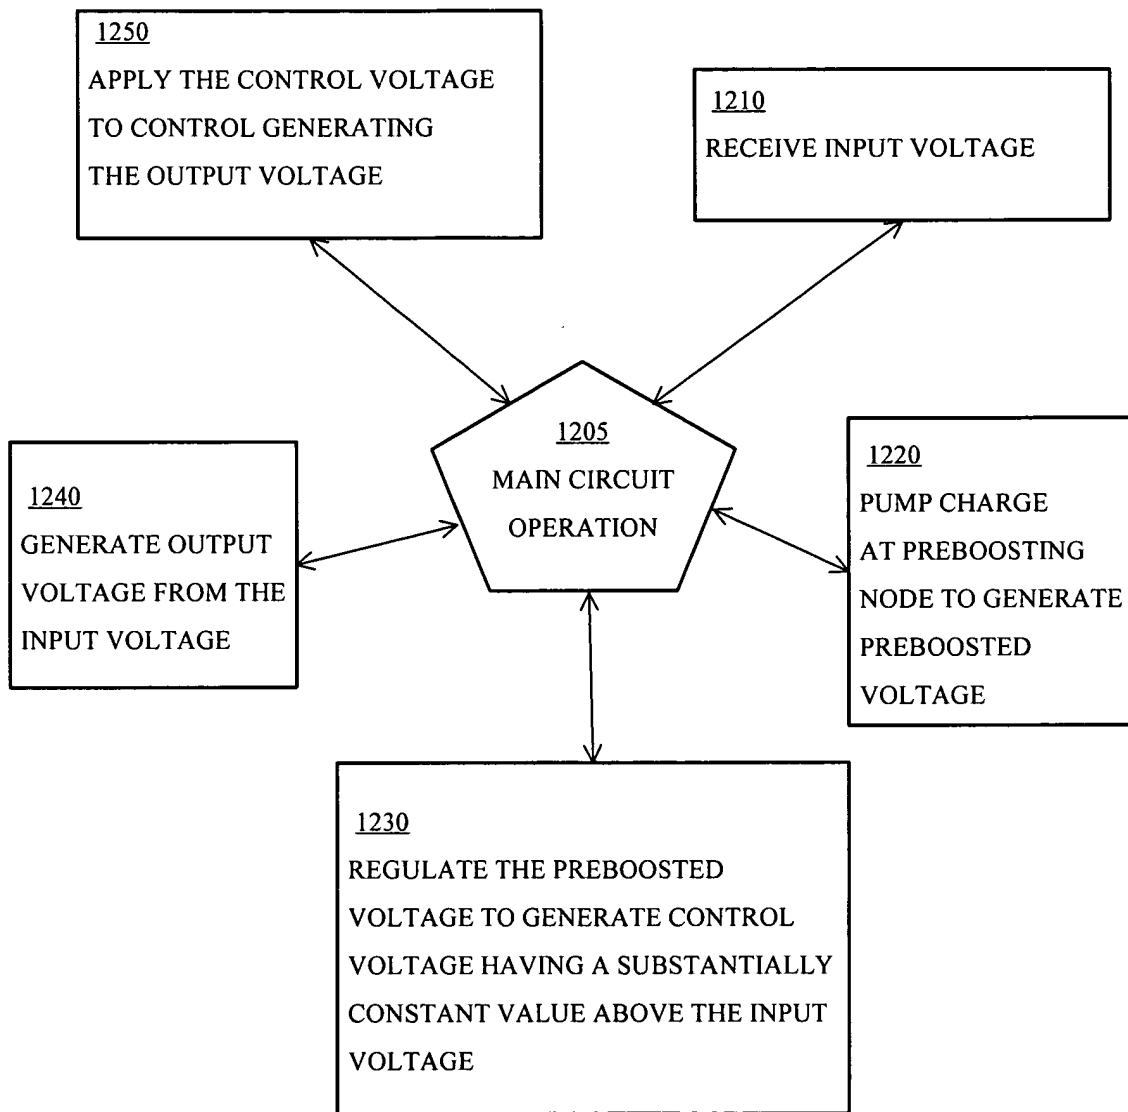 1250
APPLY THE CONTROL VOLTAGE
TO CONTROL GENERATING
THE OUTPUT VOLTAGE
1210
RECEIVE INPUT VOLTAGE
1205
MAIN CIRCUIT
OPERATION
1220
PUMP CHARGE
AT PREBOOSTING
NODE TO GENERATE
PREBOOSTED
VOLTAGE
1240
GENERATE OUTPUT
VOLTAGE FROM THE
INPUT VOLTAGE
1230
REGULATE THE PREBOOSTED
VOLTAGE TO GENERATE CONTROL
VOLTAGE HAVING A SUBSTANTIALLY
CONSTANT VALUE ABOVE THE INPUT
VOLTAGE